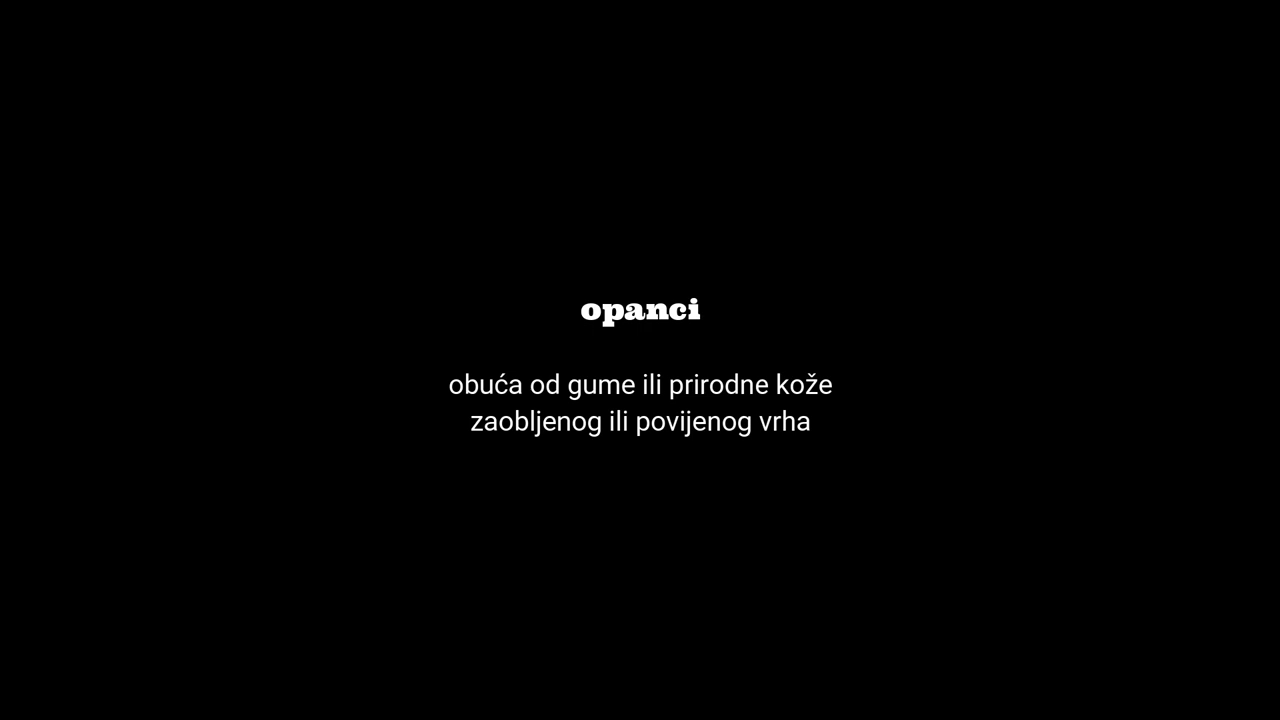 opanci
obuća od gume ili prirodne kože
zaobljenog ili povijenog vrha